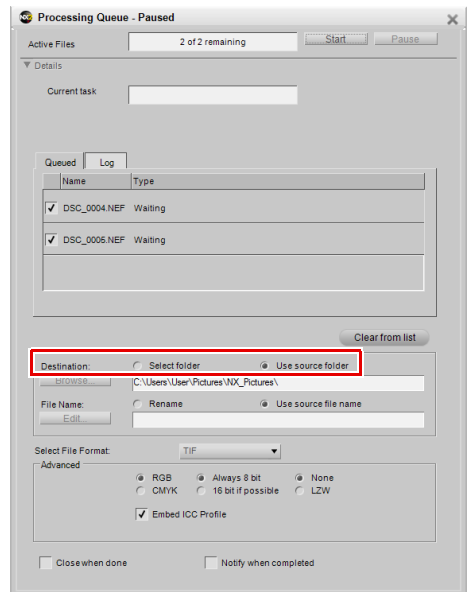 NX2 Processing Queue - Paused
Active Files 2 of 2 remaining Start Pause
Details
Current task
Queued Log
Name Type
DSC_0004.NEF Waiting
DSC_0005.NEF Waiting
Clear from list
Destination: Select folder Use source folder
Browse... C:\Users\User\Pictures\NX_Pictures\
File Name: Rename Use source file name
Edit...
Select File Format: TIF
Advanced
RGB Always 8 bit None
CMYK 16 bit if possible LZW
Embed ICC Profile
Close when done Notify when completed